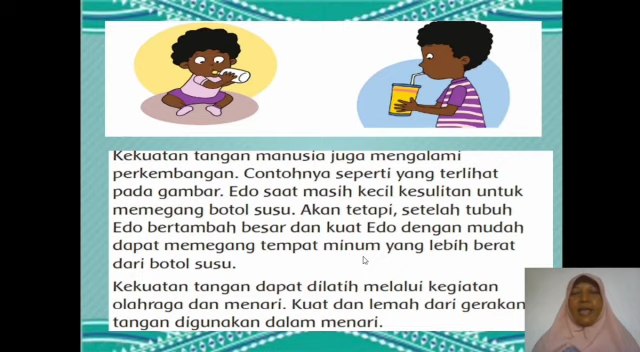 Kekuatan tangan manusia juga mengalami
perkembangan. Contohnya seperti yang terlihat
pada gambar. Edo saat masih kecil kesulitan untuk
memegang botol susu. Akan tetapi, setelah tubuh
Edo bertambah besar dan kuat Edo dengan mudah
dapat memegang tempat minum yang lebih berat
dari botol susu.
Kekuatan tangan dapat dilatih melalui kegiatan
olahraga dan menari. Kuat dan lemah dari gerakan
tangan digunakan dalam menari.